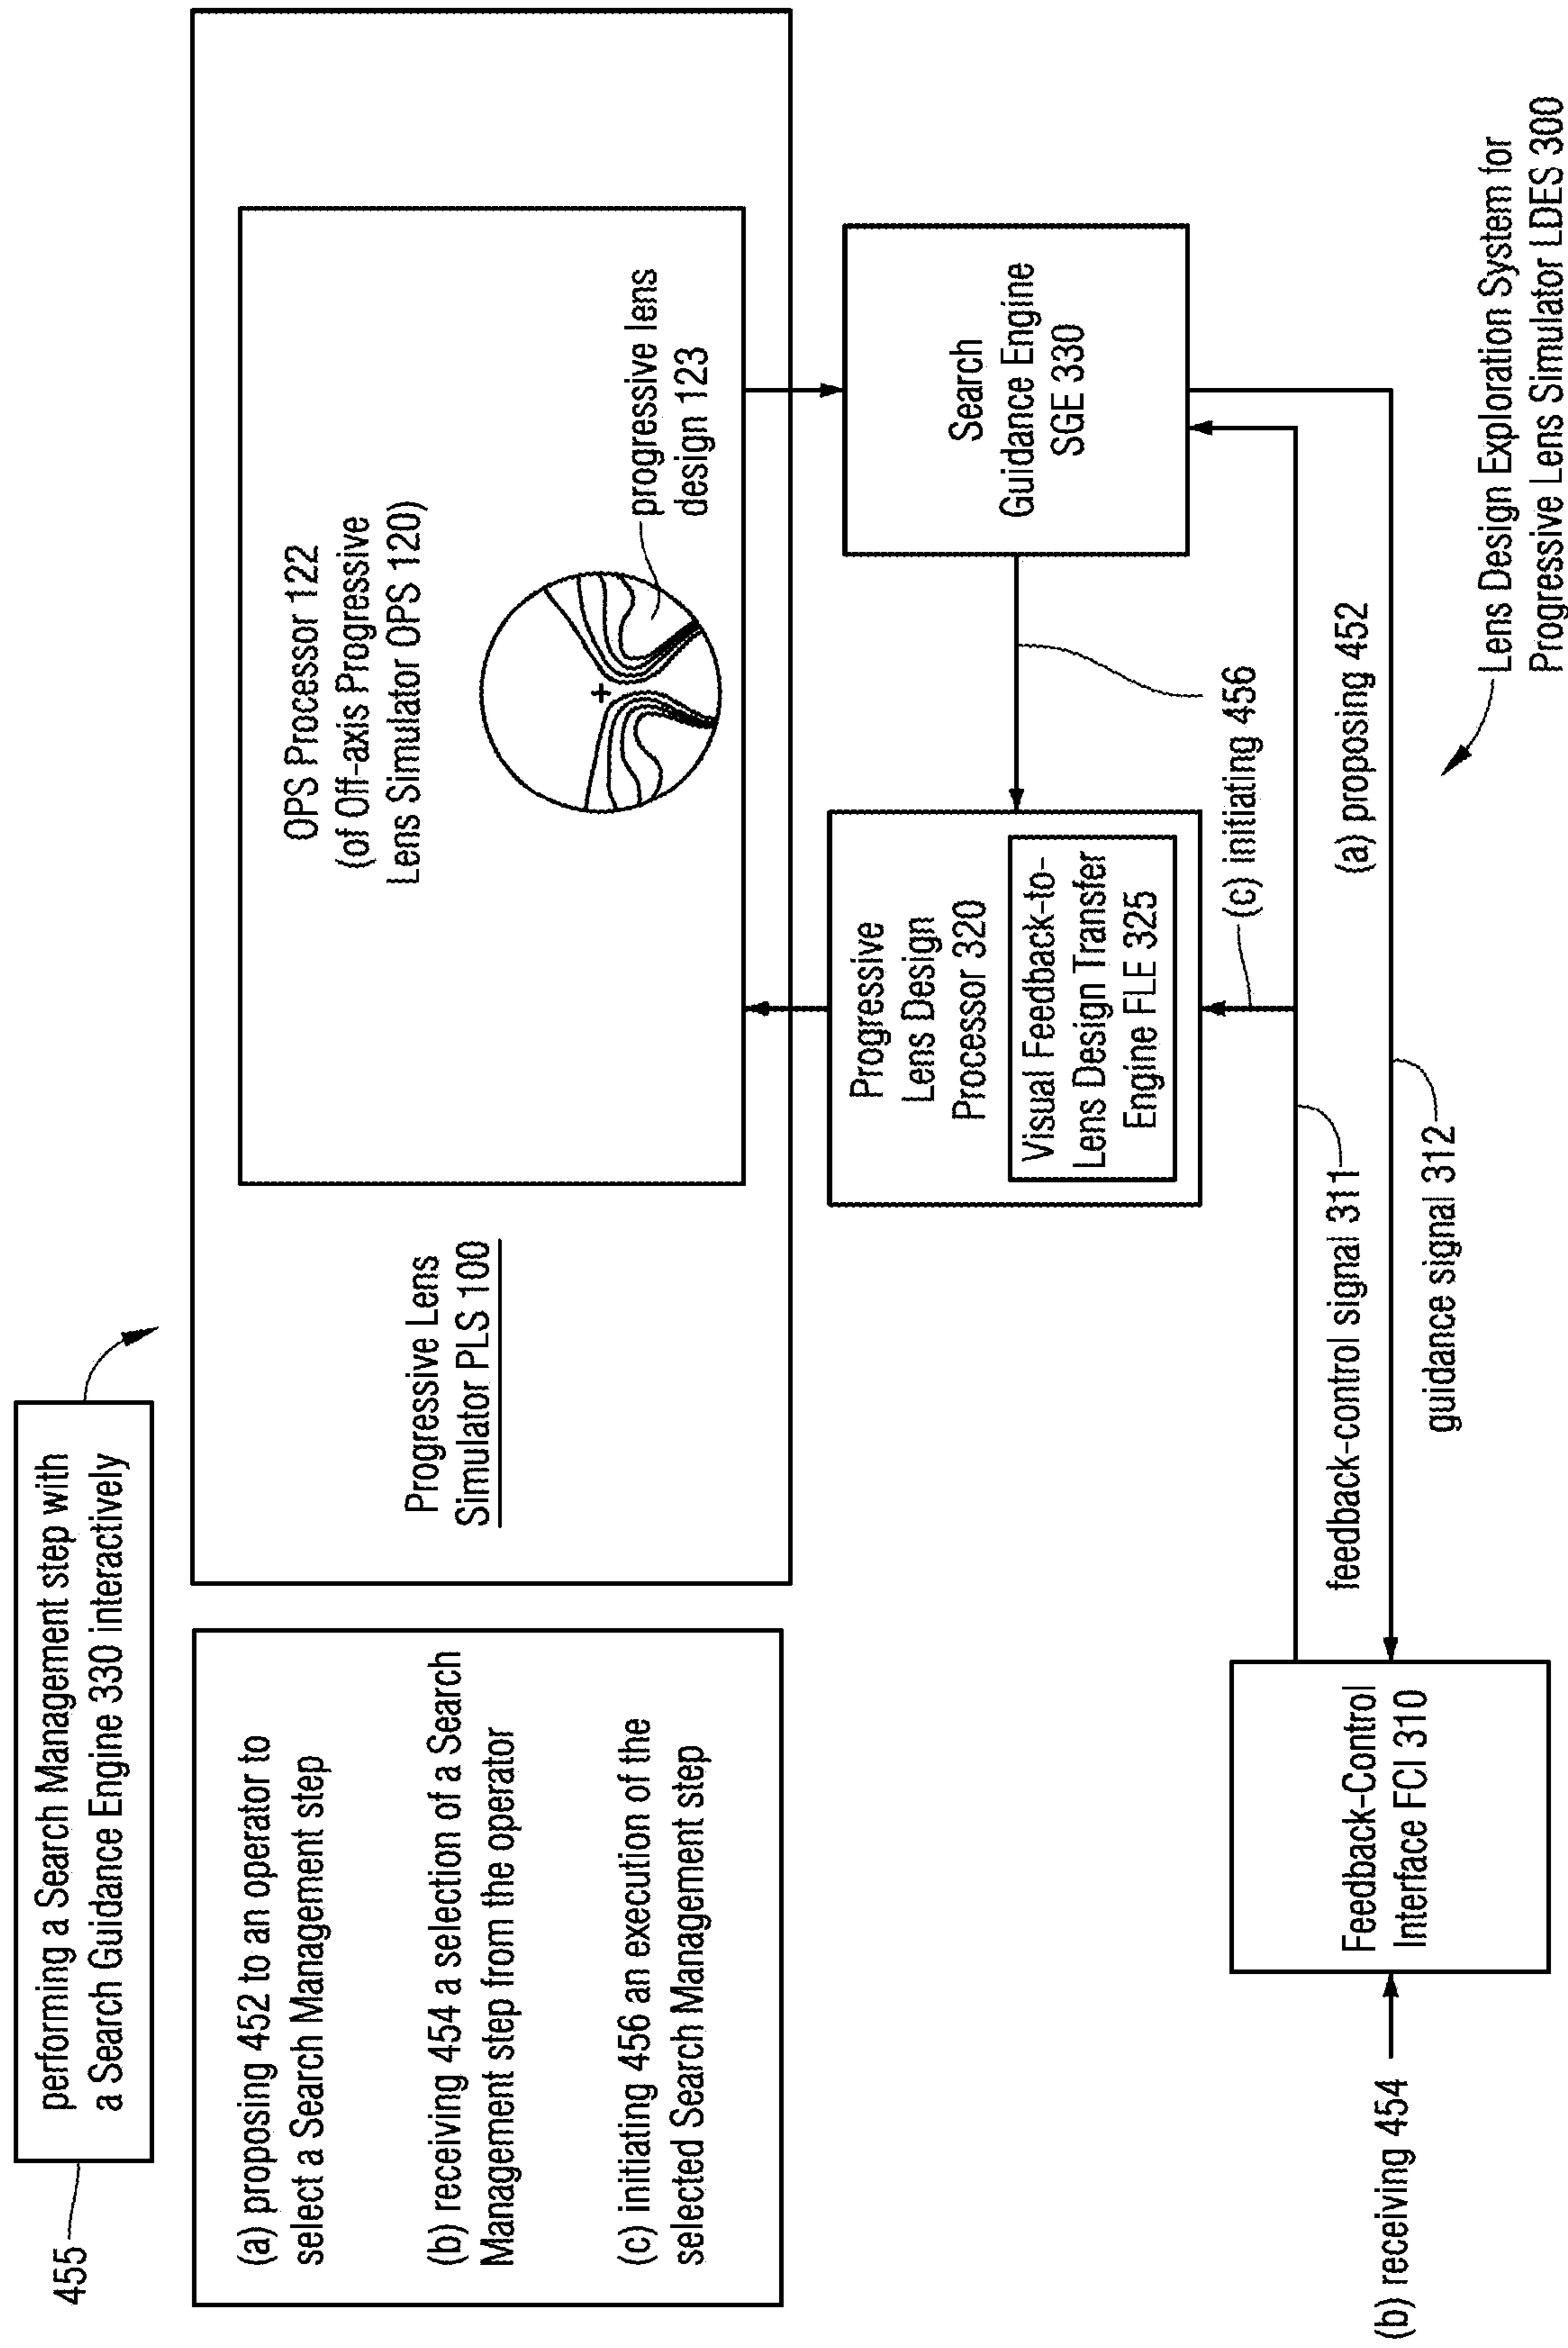 455
performing a Search Management step with
a Search Guidance Engine 330 interactively
(a) proposing 452 to an operator to
select a Search Management step
(b) receiving 454 a selection of a Search
Management step from the operator
(c) initiating 456 an execution of the
selected Search Management step
Progressive Lens
Simulator PLS 100
OPS Processor 122
(of Off-axis Progressive
Lens Simulator OPS 120)
progressive lens
design 123
Progressive
Lens Design
Processor 320
Visual Feedback-to-
Lens Design Transfer
Engine FLE 325
Search
Guidance Engine
SGE 330
(c) initiating 456
(a) proposing 452
feedback-control signal 311
guidance signal 312
(b) receiving 454
Feedback-Control
Interface FCI 310
Lens Design Exploration System for
Progressive Lens Simulator LDES 300